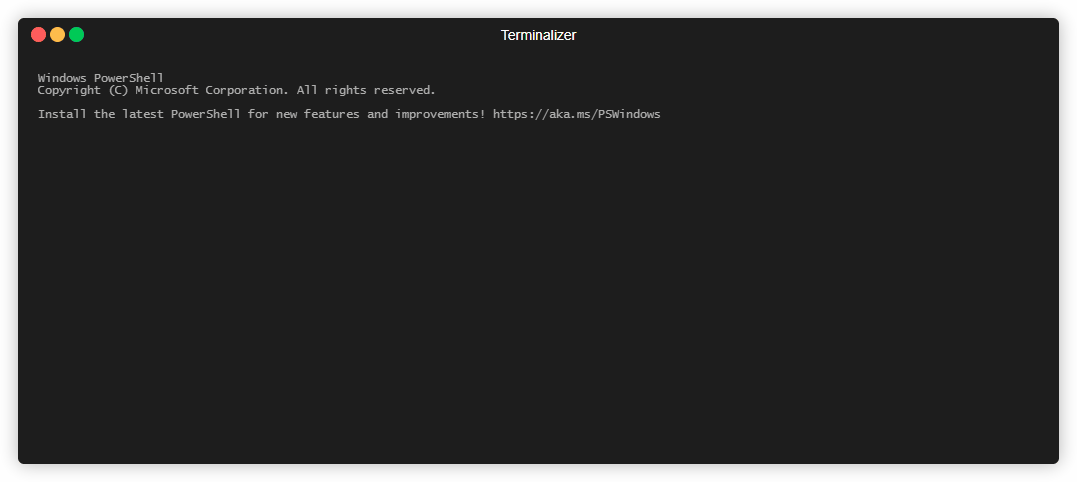 Terminalizer
Windows PowerShell
Copyright (C) Microsoft Corporation. All rights reserved.
Install the latest PowerShell for new features and improvements! https://aka.ms/PSWindows